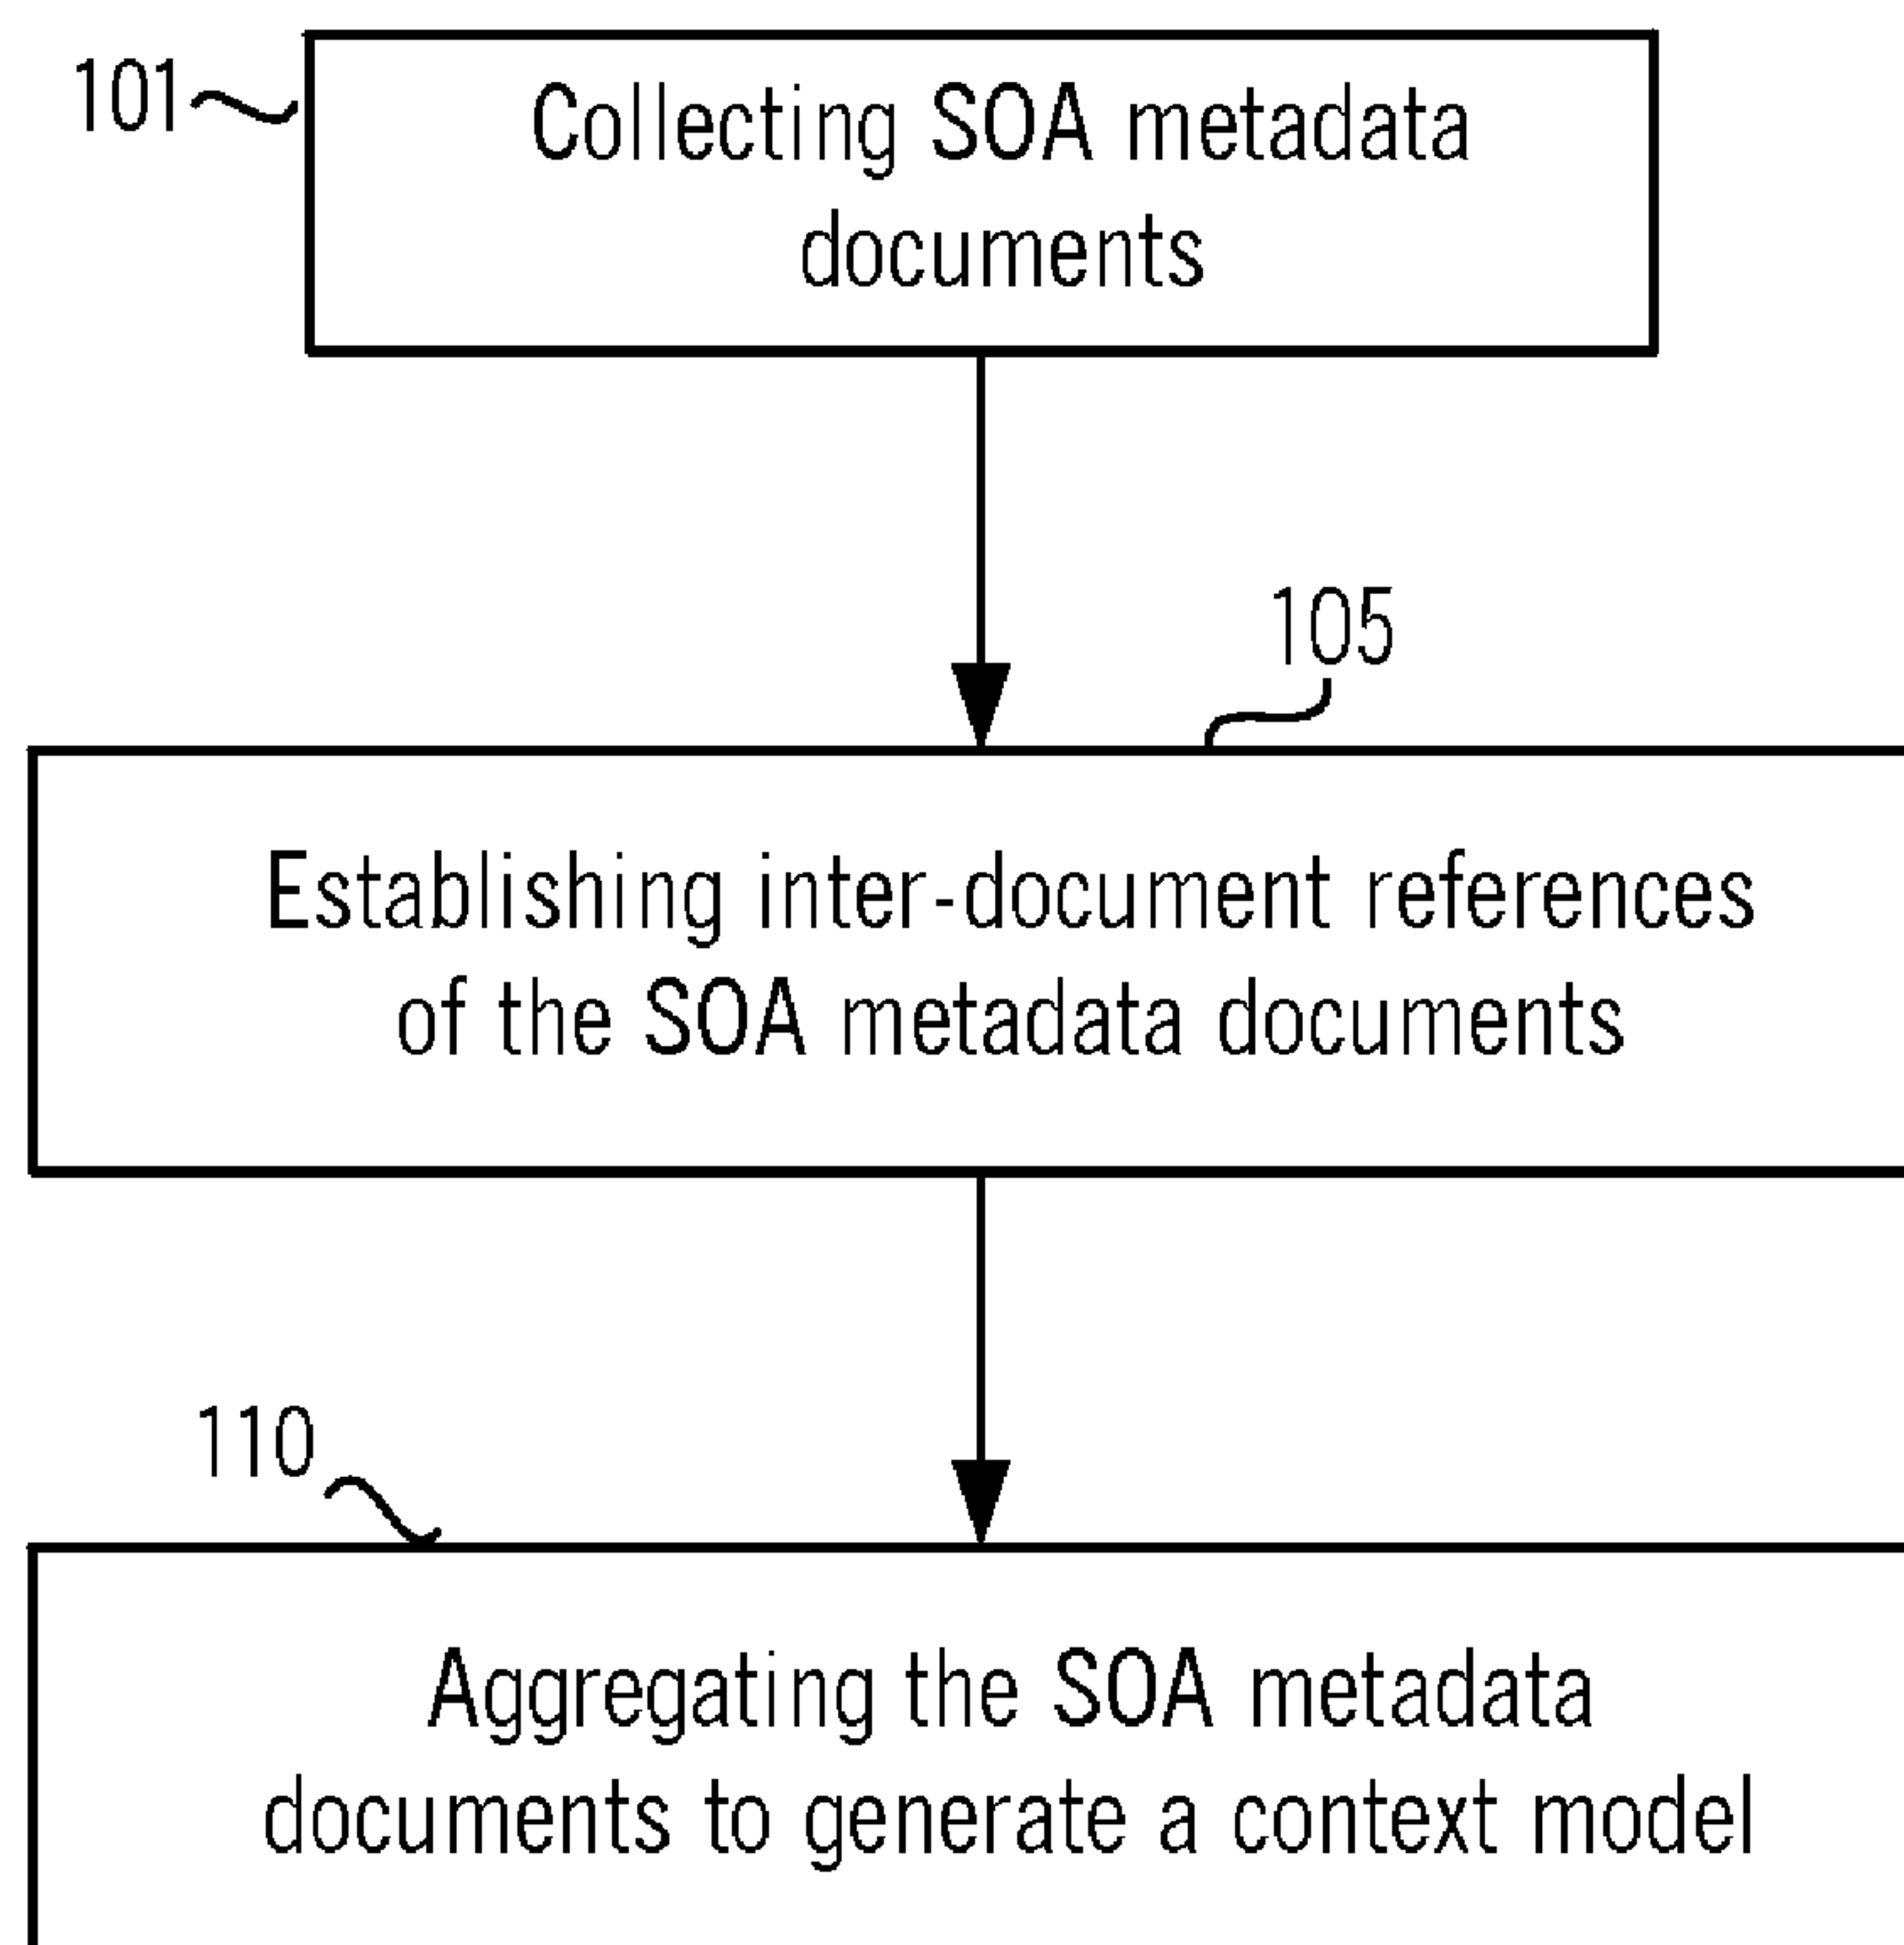 101
Collecting SOA metadata
documents
105
Establishing inter-document references
of the SOA metadata documents
110
Aggregating the SOA metadata
documents to generate a context model